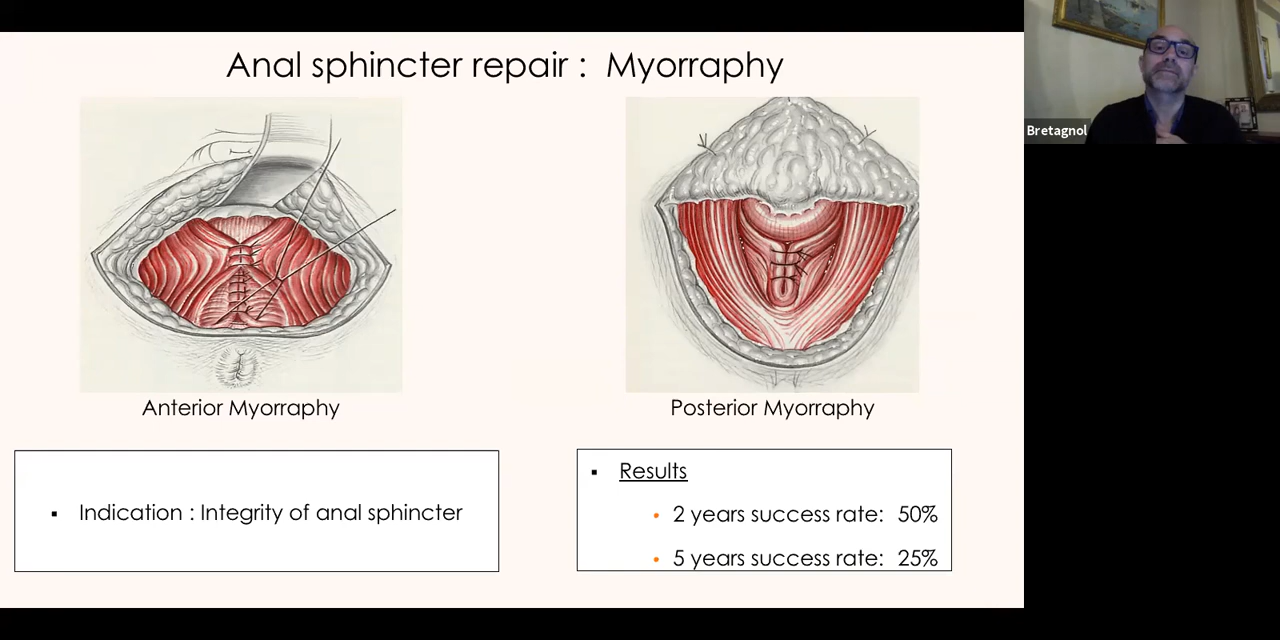 Anal sphincter repair :  Myorraphy
Bretagnol
Anterior Myorraphy
Posterior Myorraphy
▪ Indication : Integrity of anal sphincter
▪ Results
• 2 years success rate:  50%
• 5 years success rate:  25%